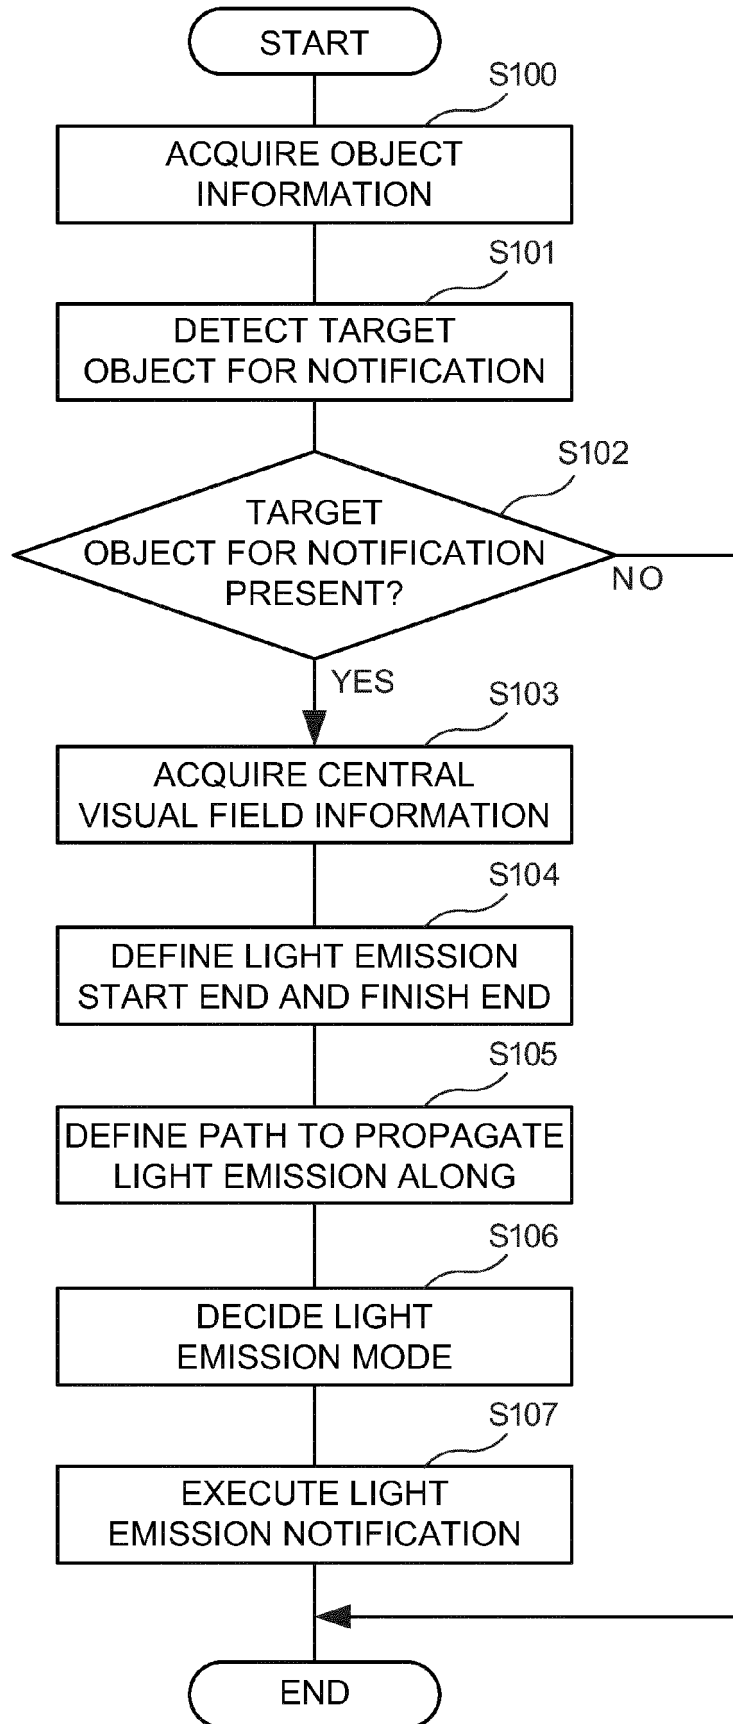 START
S100
ACQUIRE OBJECT
INFORMATION
S101
DETECT TARGET
OBJECT FOR NOTIFICATION
S102
TARGET
OBJECT FOR NOTIFICATION
PRESENT?
NO
YES
S103
ACQUIRE CENTRAL
VISUAL FIELD INFORMATION
S104
DEFINE LIGHT EMISSION
START END AND FINISH END
S105
DEFINE PATH TO PROPAGATE
LIGHT EMISSION ALONG
S106
DECIDE LIGHT
EMISSION MODE
S107
EXECUTE LIGHT
EMISSION NOTIFICATION
END